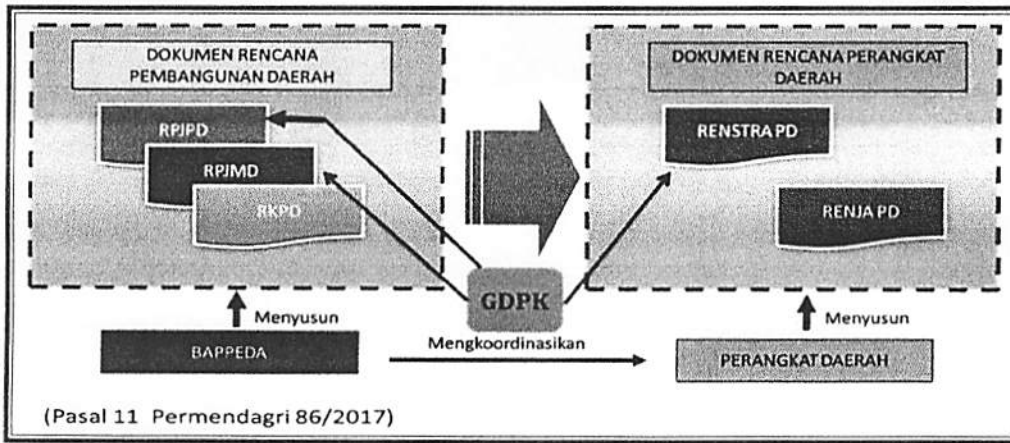 DOKUMEN RENCANA
PEMBANGUNAN DAERAH
RPJPD
RPJMD
RKPD
DOKUMEN RENCANA PERANGKAT
DAERAH
RENSTRA PD
RENJA PD
GDPK
Menyusun
Menyusun
BAPPEDA
Mengkoordinasikan
PERANGKAT DAERAH
(Pasal 11 Permendagri 86/2017)